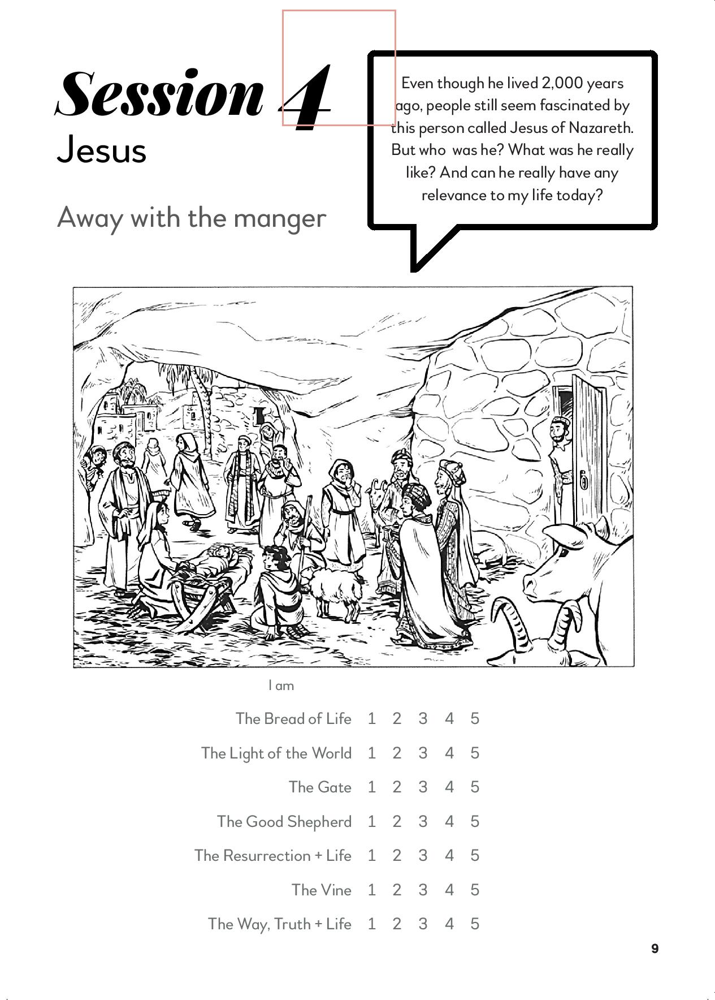 Session 4
Jesus
Away with the manger
Even though he lived 2,000 years
ago, people still seem fascinated by
this person called Jesus of Nazareth.
But who  was he? What was he really
like? And can he really have any
relevance to my life today?
I am
The Bread of Life 1 2 3 4 5
The Light of the World 1 2 3 4 5
The Gate 1 2 3 4 5
The Good Shepherd 1 2 3 4 5
The Resurrection + Life 1 2 3 4 5
The Vine 1 2 3 4 5
The Way, Truth + Life 1 2 3 4 5
9